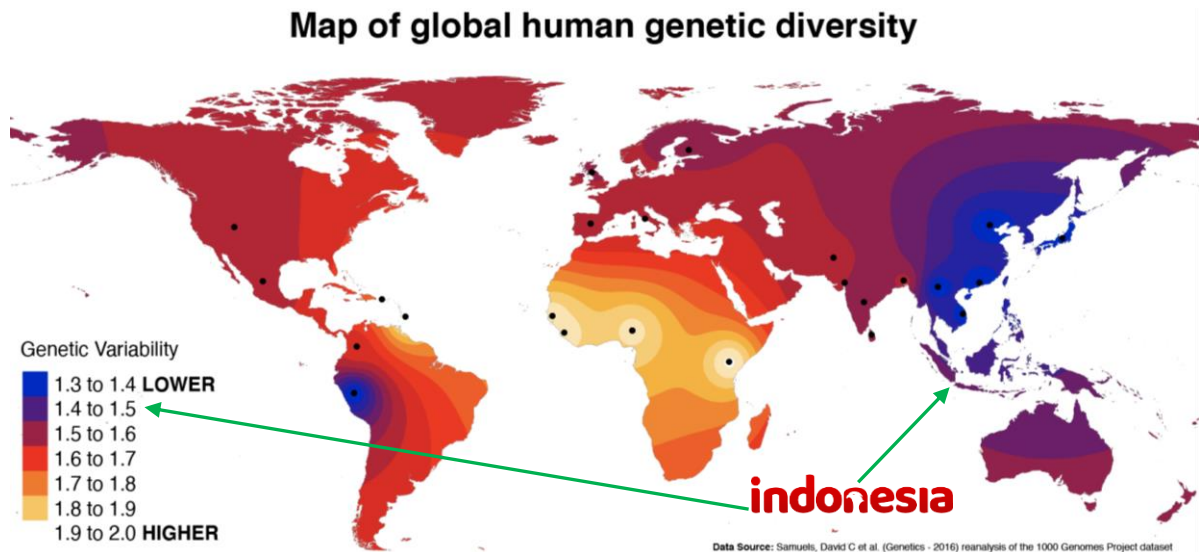 Map of global human genetic diversity
Genetic Variability
1.3 to 1.4 LOWER
1.4 to 1.5
1.5 to 1.6
1.6 to 1.7
1.7 to 1.8
1.8 to 1.9
1.9 to 2.0 HIGHER
indonesia
Data Source: Samuels, David C et al. (Genetics - 2016) reanalysis of the 1000 Genomes Project dataset